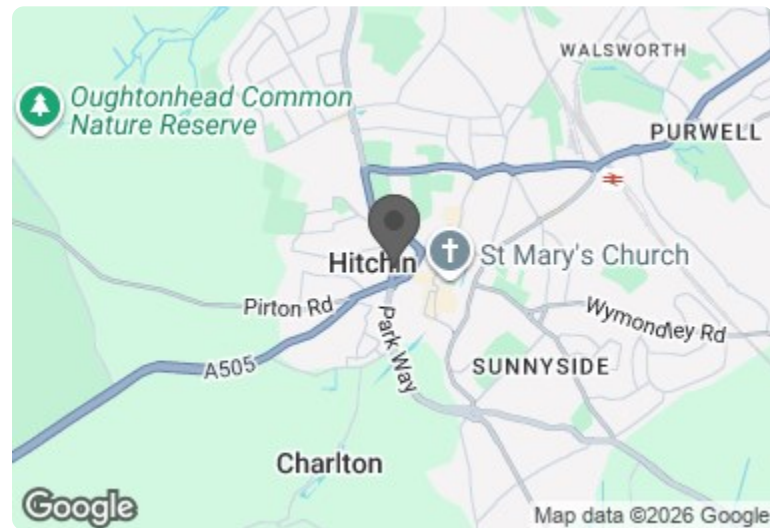 WALSWORTH
Oughtonhead Common
Nature Reserve
PURWELL
St Mary's Church
Hitchin
Pirton Rd
Park Way
Wymondley Rd
A505
SUNNYSIDE
Charlton
Google
Map data ©2026 Google